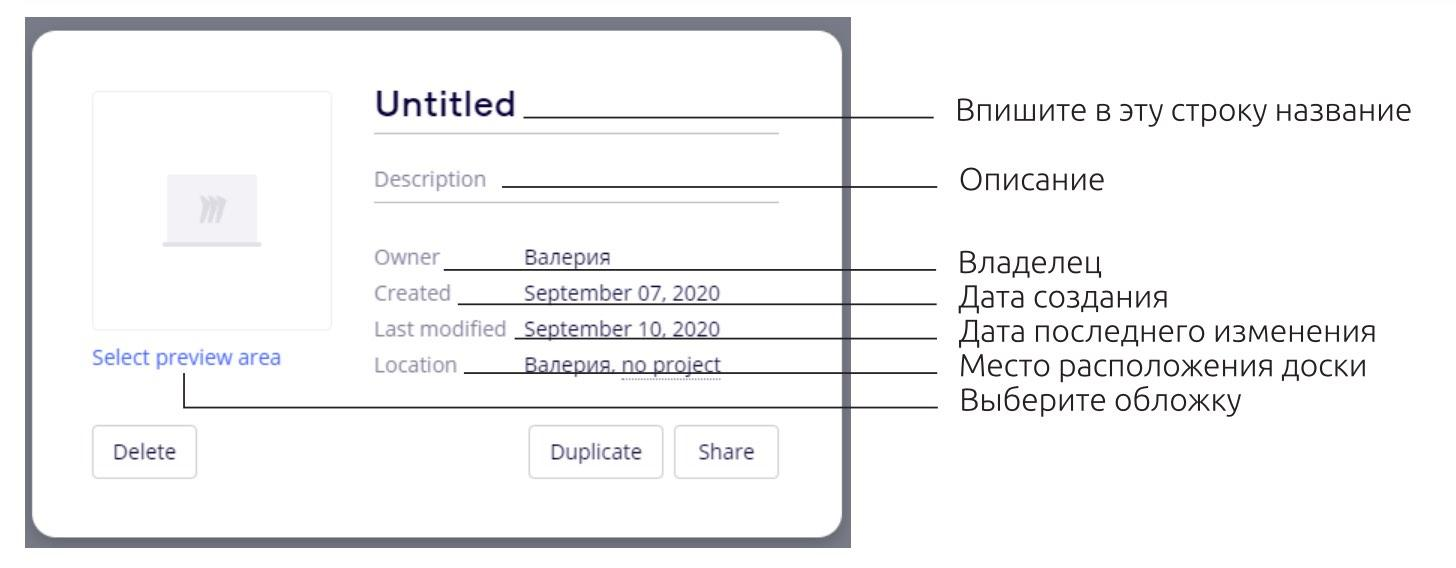 Untitled Впишите в эту строку название
Description Описание
Owner Валерия Владелец
Created September 07, 2020 Дата создания
Last modified September 10, 2020 Дата последнего изменения
Location Валерия, no project Место расположения доски
Select preview area Выберите обложку
Delete Duplicate Share